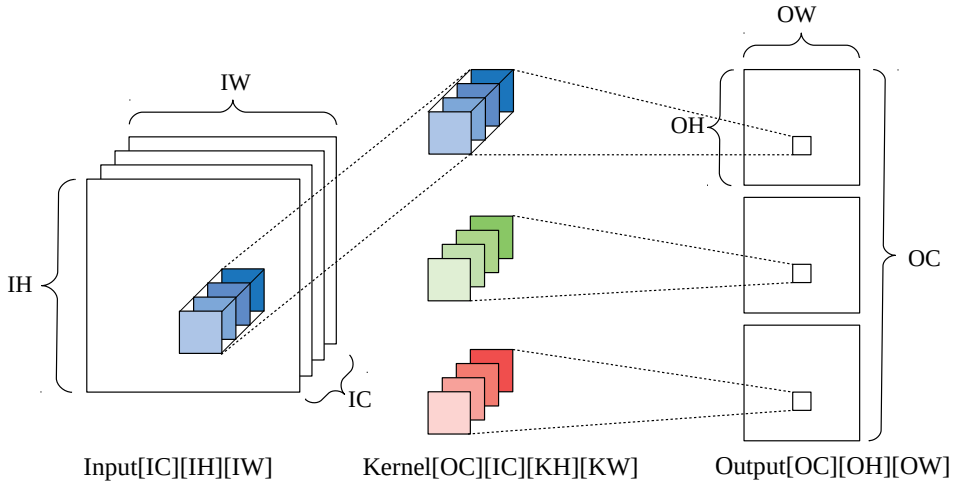 OW
IW
OH
OC
IH
IC
Input[IC][IH][IW]
Kernel[OC][IC][KH][KW]
Output[OC][OH][OW]